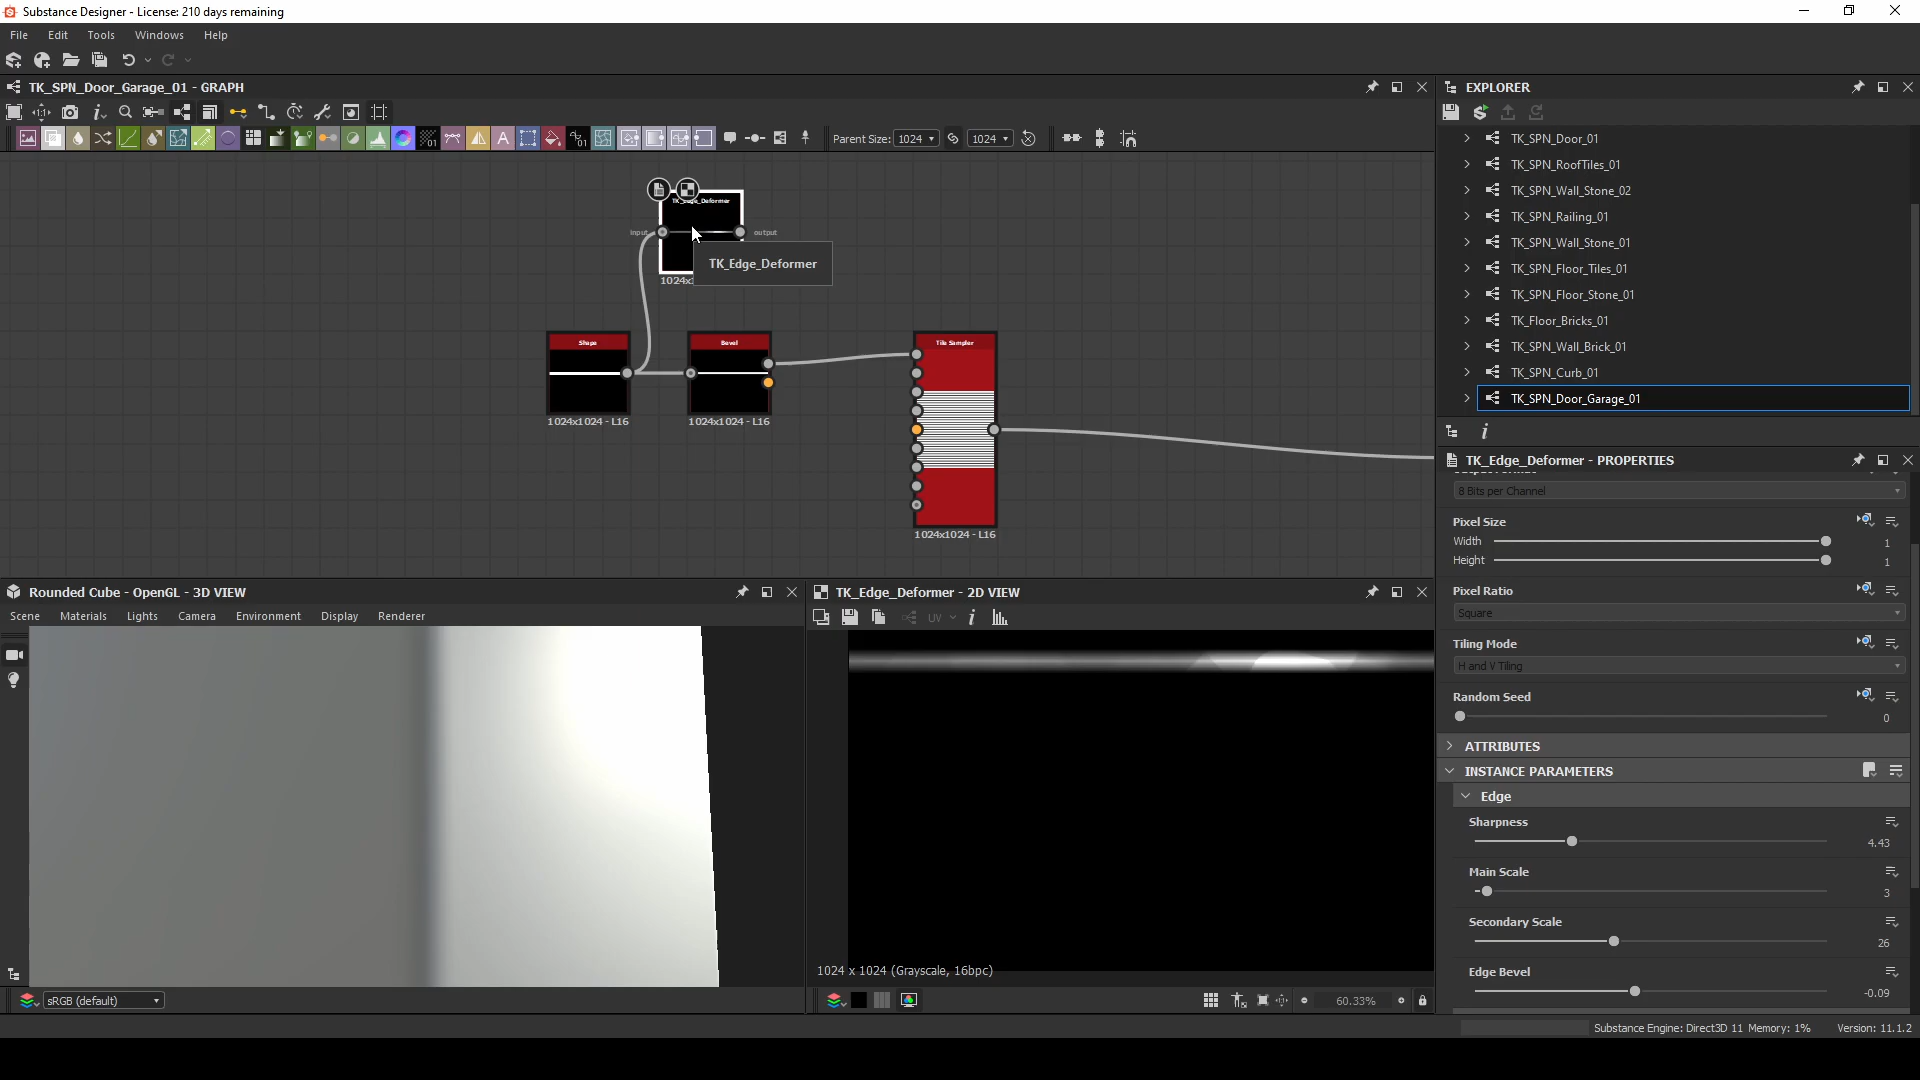 Substance Designer - License: 210 days remaining
File Edit Tools Windows Help
TK_SPN_Door_Garage_01 - GRAPH
Parent Size: 1024 1024
TK_Edge_Deformer
input output
TK_Edge_Deformer
Shape Bevel Tile Sampler
1024x1024 - L16 1024x1024 - L16
1024x1024 - L16
EXPLORER
TK_SPN_Door_01
TK_SPN_RoofTiles_01
TK_SPN_Wall_Stone_02
TK_SPN_Railing_01
TK_SPN_Wall_Stone_01
TK_SPN_Floor_Tiles_01
TK_SPN_Floor_Stone_01
TK_Floor_Bricks_01
TK_SPN_Wall_Brick_01
TK_SPN_Curb_01
TK_SPN_Door_Garage_01
TK_Edge_Deformer - PROPERTIES
8 Bits per Channel
Pixel Size
Width 1
Height 1
Pixel Ratio
Square
Tiling Mode
H and V Tiling
Random Seed
0
ATTRIBUTES
INSTANCE PARAMETERS
Edge
Sharpness
4.43
Main Scale
3
Secondary Scale
26
Edge Bevel
-0.09
Rounded Cube - OpenGL - 3D VIEW
Scene Materials Lights Camera Environment Display Renderer
sRGB (default)
TK_Edge_Deformer - 2D VIEW
UV
1024 x 1024 (Grayscale, 16bpc)
60.33%
Substance Engine: Direct3D 11 Memory: 1% Version: 11.1.2